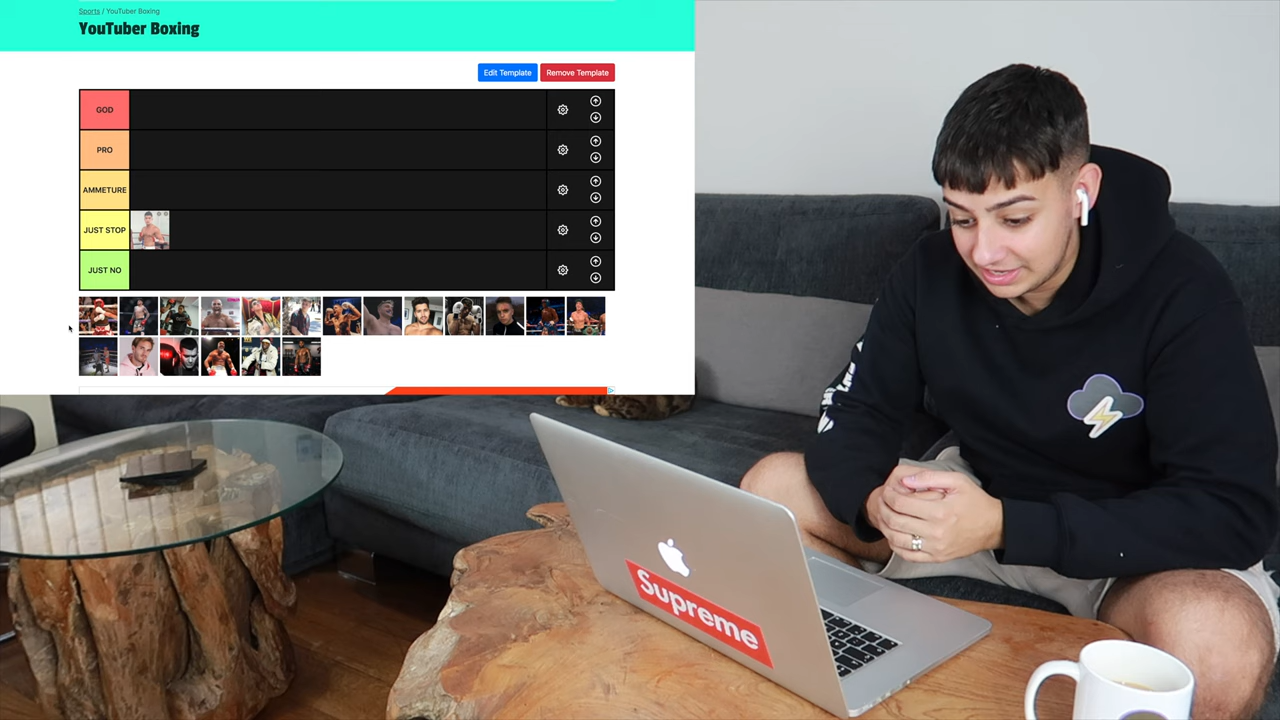 Sports / YouTuber Boxing
YouTuber Boxing
Edit Template
Remove Template
GOD
PRO
AMMETURE
JUST STOP
JUST NO
Supreme